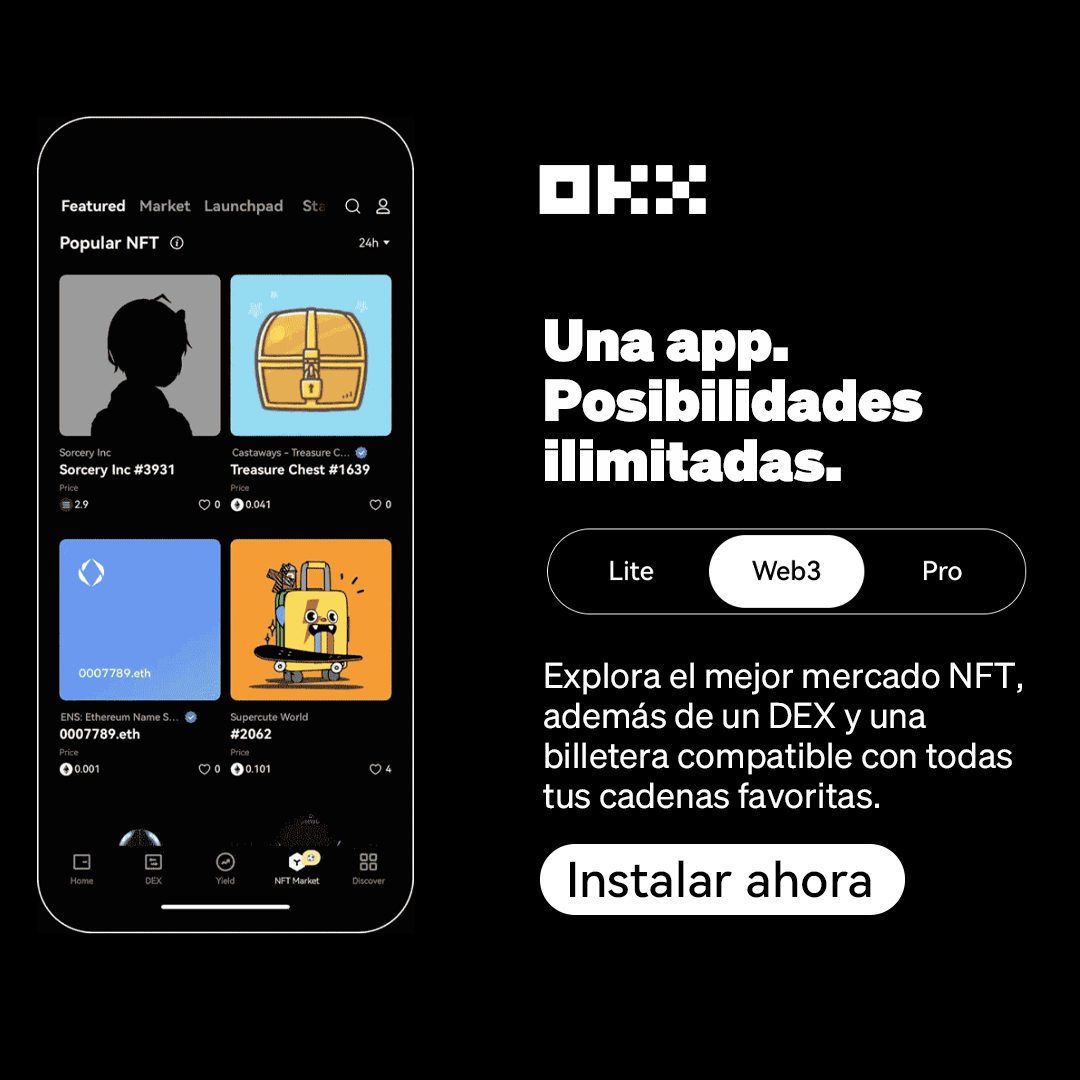 Featured Market Launchpad Sta
Popular NFT
24h
Sorcery Inc
Sorcery Inc #3931
Price
2.9
0
Castaways - Treasure C...
Treasure Chest #1639
Price
0.041
0
0007789.eth
ENS: Ethereum Name S...
0007789.eth
Price
0.001
0
Supercute World
#2062
Price
0.101
4
Home DEX Yield NFT Market Discover
OKX
Una app.
Posibilidades
ilimitadas.
Lite Web3 Pro
Explora el mejor mercado NFT,
además de un DEX y una
billetera compatible con todas
tus cadenas favoritas.
Instalar ahora